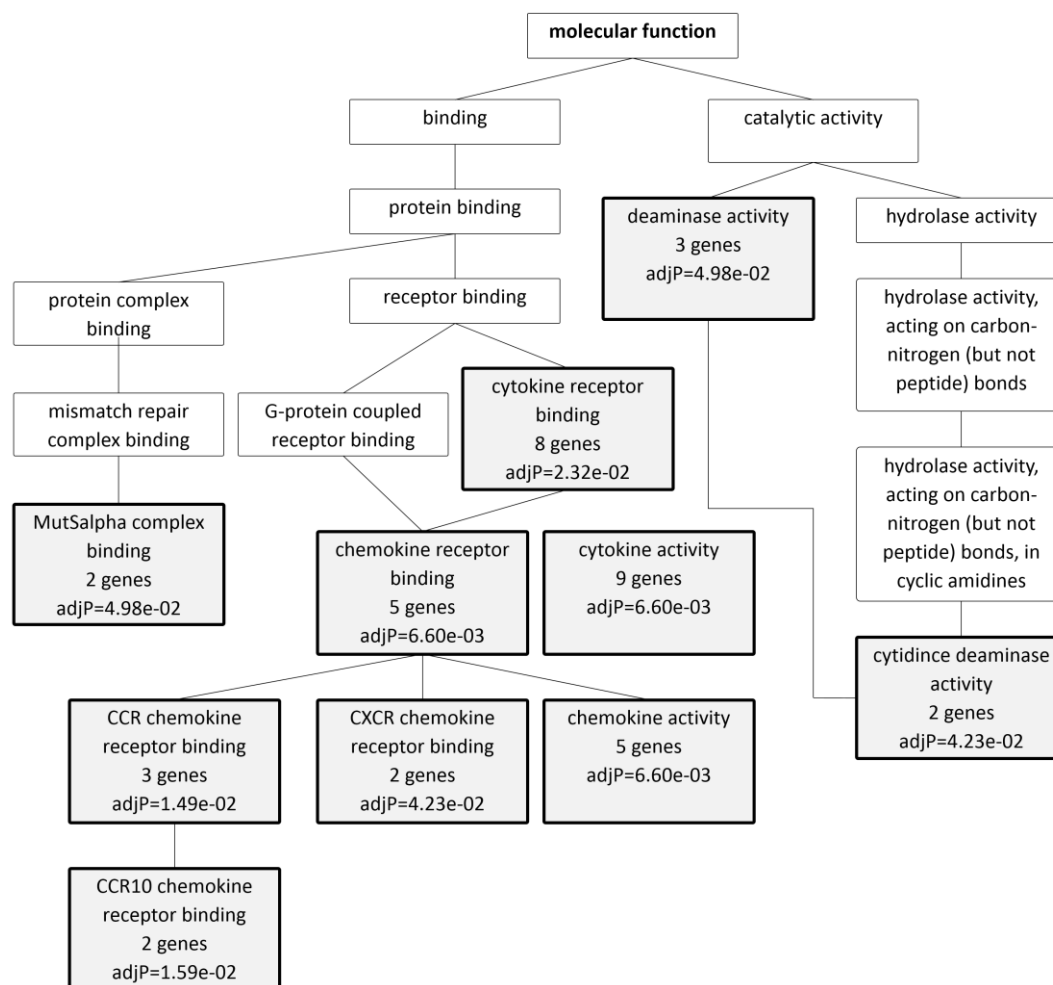 molecular function
binding
catalytic activity
protein binding
deaminase activity
3 genes
adjP=4.98e-02
hydrolase activity
protein complex
binding
receptor binding
hydrolase activity,
acting on carbon-
nitrogen (but not
peptide) bonds
mismatch repair
complex binding
G-protein coupled
receptor binding
cytokine receptor
binding
8 genes
adjP=2.32e-02
hydrolase activity,
acting on carbon-
nitrogen (but not
peptide) bonds, in
cyclic amidines
MutSalpha complex
binding
2 genes
adjP=4.98e-02
chemokine receptor
binding
5 genes
adjP=6.60e-03
cytokine activity
9 genes
adjP=6.60e-03
cytidince deaminase
activity
2 genes
adjP=4.23e-02
CCR chemokine
receptor binding
3 genes
adjP=1.49e-02
CXCR chemokine
receptor binding
2 genes
adjP=4.23e-02
chemokine activity
5 genes
adjP=6.60e-03
CCR10 chemokine
receptor binding
2 genes
adjP=1.59e-02